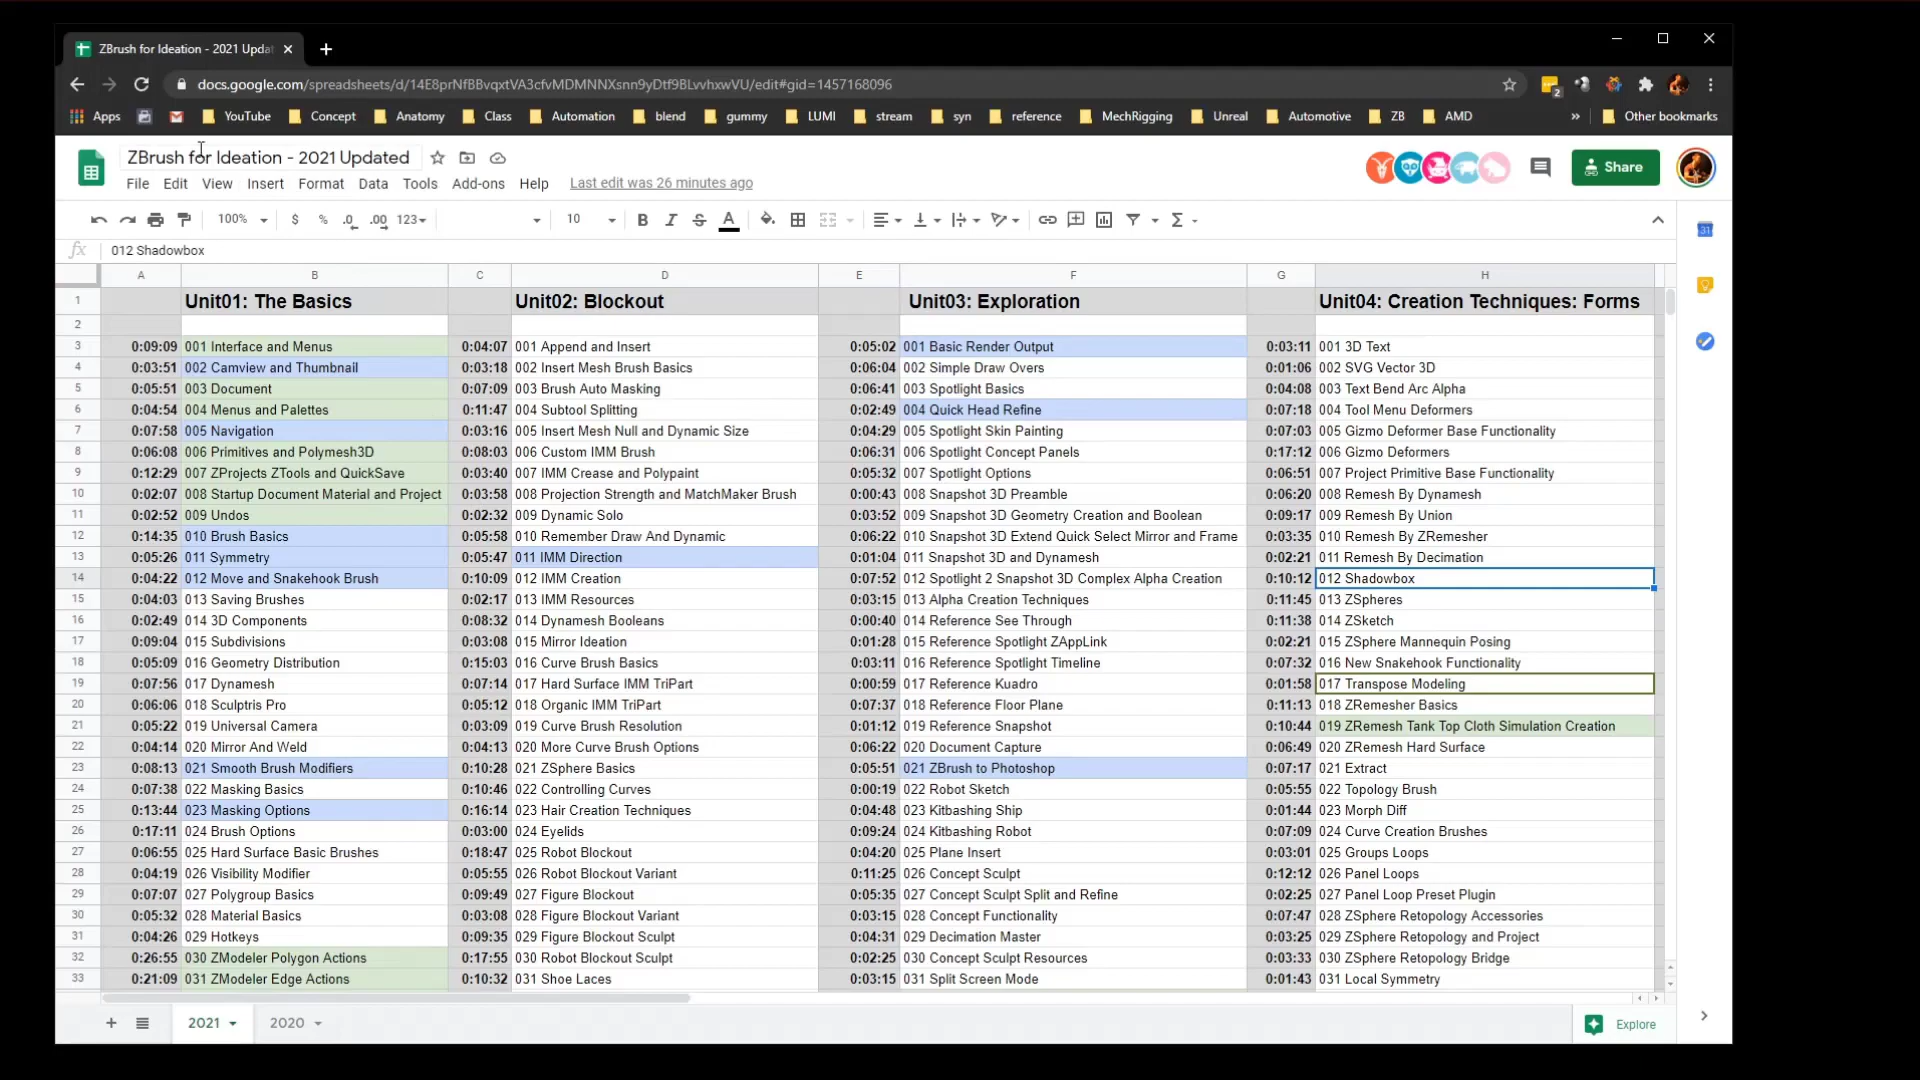 ZBrush for Ideation - 2021 Updat
docs.google.com/spreadsheets/d/14E8prNfBBvqxtVA3cfvMDMNNXsnn9yDtf9BLvvhxwVU/edit#gid=1457168096
2
Apps YouTube Concept Anatomy Class Automation blend gummy LUMI stream syn reference MechRigging Unreal Automotive ZB AMD » Other bookmarks
ZBrush for Ideation - 2021 Updated
Share
File Edit View Insert Format Data Tools Add-ons Help Last edit was 26 minutes ago
100% $ % .0 .00 123 10 B I S A Σ
31
fx 012 Shadowbox
A B C D E F G H
1 Unit01: The Basics Unit02: Blockout Unit03: Exploration Unit04: Creation Techniques: Forms
2
3 0:09:09 001 Interface and Menus 0:04:07 001 Append and Insert 0:05:02 001 Basic Render Output 0:03:11 001 3D Text
4 0:03:51 002 Camview and Thumbnail 0:03:18 002 Insert Mesh Brush Basics 0:06:04 002 Simple Draw Overs 0:01:06 002 SVG Vector 3D
5 0:05:51 003 Document 0:07:09 003 Brush Auto Masking 0:06:41 003 Spotlight Basics 0:04:08 003 Text Bend Arc Alpha
6 0:04:54 004 Menus and Palettes 0:11:47 004 Subtool Splitting 0:02:49 004 Quick Head Refine 0:07:18 004 Tool Menu Deformers
7 0:07:58 005 Navigation 0:03:16 005 Insert Mesh Null and Dynamic Size 0:04:29 005 Spotlight Skin Painting 0:07:03 005 Gizmo Deformer Base Functionality
8 0:06:08 006 Primitives and Polymesh3D 0:08:03 006 Custom IMM Brush 0:06:31 006 Spotlight Concept Panels 0:17:12 006 Gizmo Deformers
9 0:12:29 007 ZProjects ZTools and QuickSave 0:03:40 007 IMM Crease and Polypaint 0:05:32 007 Spotlight Options 0:06:51 007 Project Primitive Base Functionality
10 0:02:07 008 Startup Document Material and Project 0:03:58 008 Projection Strength and MatchMaker Brush 0:00:43 008 Snapshot 3D Preamble 0:06:20 008 Remesh By Dynamesh
11 0:02:52 009 Undos 0:02:32 009 Dynamic Solo 0:03:52 009 Snapshot 3D Geometry Creation and Boolean 0:09:17 009 Remesh By Union
12 0:14:35 010 Brush Basics 0:05:58 010 Remember Draw And Dynamic 0:06:22 010 Snapshot 3D Extend Quick Select Mirror and Frame 0:03:35 010 Remesh By ZRemesher
13 0:05:26 011 Symmetry 0:05:47 011 IMM Direction 0:01:04 011 Snapshot 3D and Dynamesh 0:02:21 011 Remesh By Decimation
14 0:04:22 012 Move and Snakehook Brush 0:10:09 012 IMM Creation 0:07:52 012 Spotlight 2 Snapshot 3D Complex Alpha Creation 0:10:12 012 Shadowbox
15 0:04:03 013 Saving Brushes 0:02:17 013 IMM Resources 0:03:15 013 Alpha Creation Techniques 0:11:45 013 ZSpheres
16 0:02:49 014 3D Components 0:08:32 014 Dynamesh Booleans 0:00:40 014 Reference See Through 0:11:38 014 ZSketch
17 0:09:04 015 Subdivisions 0:03:08 015 Mirror Ideation 0:01:28 015 Reference Spotlight ZAppLink 0:02:21 015 ZSphere Mannequin Posing
18 0:05:09 016 Geometry Distribution 0:15:03 016 Curve Brush Basics 0:03:11 016 Reference Spotlight Timeline 0:07:32 016 New Snakehook Functionality
19 0:07:56 017 Dynamesh 0:07:14 017 Hard Surface IMM TriPart 0:00:59 017 Reference Kuadro 0:01:58 017 Transpose Modeling
20 0:06:06 018 Sculptris Pro 0:05:12 018 Organic IMM TriPart 0:07:37 018 Reference Floor Plane 0:11:13 018 ZRemesher Basics
21 0:05:22 019 Universal Camera 0:03:09 019 Curve Brush Resolution 0:01:12 019 Reference Snapshot 0:10:44 019 ZRemesh Tank Top Cloth Simulation Creation
22 0:04:14 020 Mirror And Weld 0:04:13 020 More Curve Brush Options 0:06:22 020 Document Capture 0:06:49 020 ZRemesh Hard Surface
23 0:08:13 021 Smooth Brush Modifiers 0:10:28 021 ZSphere Basics 0:05:51 021 ZBrush to Photoshop 0:07:17 021 Extract
24 0:07:38 022 Masking Basics 0:10:46 022 Controlling Curves 0:00:19 022 Robot Sketch 0:05:55 022 Topology Brush
25 0:13:44 023 Masking Options 0:16:14 023 Hair Creation Techniques 0:04:48 023 Kitbashing Ship 0:01:44 023 Morph Diff
26 0:17:11 024 Brush Options 0:03:00 024 Eyelids 0:09:24 024 Kitbashing Robot 0:07:09 024 Curve Creation Brushes
27 0:06:55 025 Hard Surface Basic Brushes 0:18:47 025 Robot Blockout 0:04:20 025 Plane Insert 0:03:01 025 Groups Loops
28 0:04:19 026 Visibility Modifier 0:05:55 026 Robot Blockout Variant 0:11:25 026 Concept Sculpt 0:12:12 026 Panel Loops
29 0:07:07 027 Polygroup Basics 0:09:49 027 Figure Blockout 0:05:35 027 Concept Sculpt Split and Refine 0:02:25 027 Panel Loop Preset Plugin
30 0:05:32 028 Material Basics 0:03:08 028 Figure Blockout Variant 0:03:15 028 Concept Functionality 0:07:47 028 ZSphere Retopology Accessories
31 0:04:26 029 Hotkeys 0:09:35 029 Figure Blockout Sculpt 0:04:31 029 Decimation Master 0:03:25 029 ZSphere Retopology and Project
32 0:26:55 030 ZModeler Polygon Actions 0:17:55 030 Robot Blockout Sculpt 0:02:25 030 Concept Sculpt Resources 0:03:33 030 ZSphere Retopology Bridge
33 0:21:09 031 ZModeler Edge Actions 0:10:32 031 Shoe Laces 0:03:15 031 Split Screen Mode 0:01:43 031 Local Symmetry
2021 2020 Explore